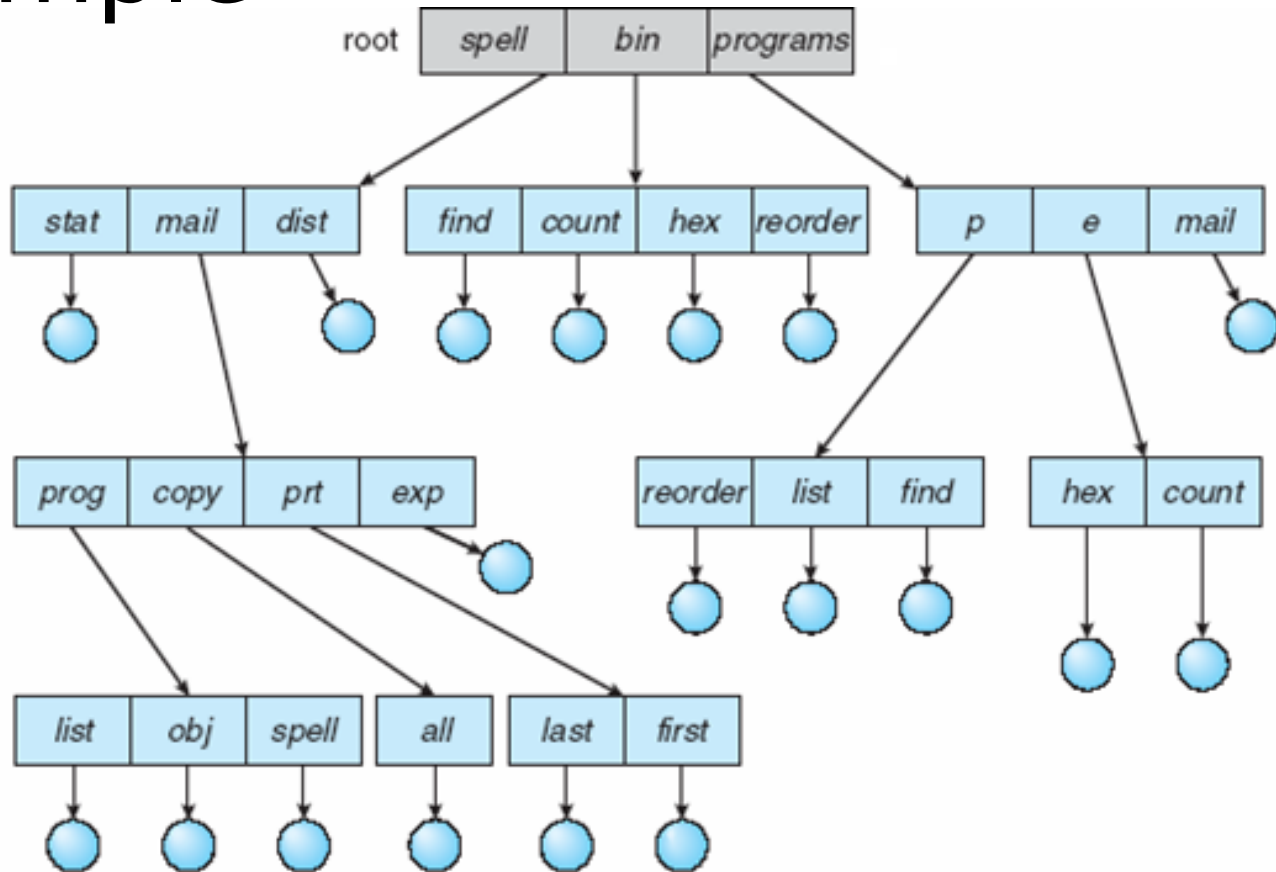 root spell bin programs
stat mail dist find count hex reorder p e mail
prog copy prt exp reorder list find hex count
list obj spell all last first